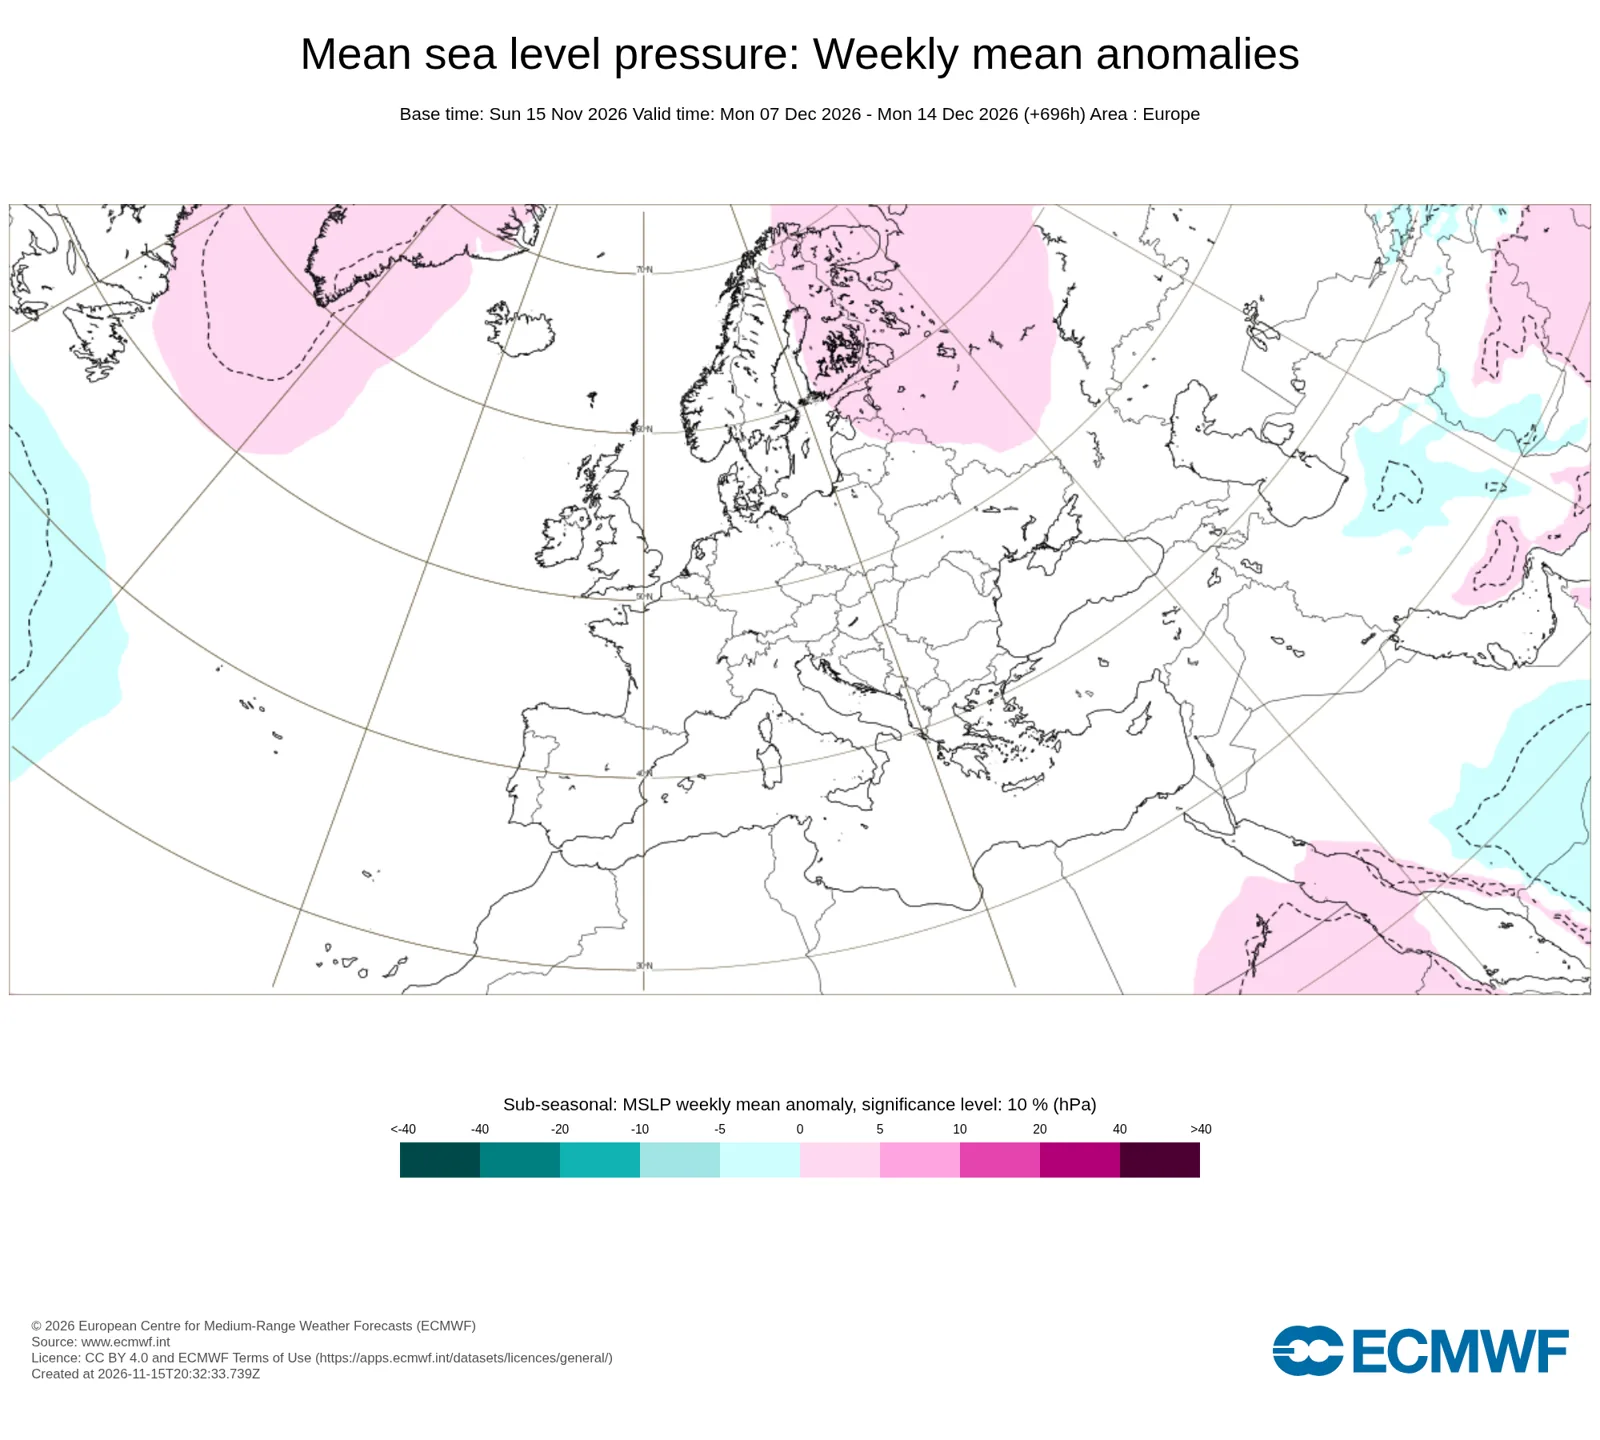 Mean sea level pressure: Weekly mean anomalies
Base time: Sun 15 Nov 2026 Valid time: Mon 07 Dec 2026 - Mon 14 Dec 2026 (+696h) Area : Europe
70°N
60°N
50°N
40°N
30°N
Sub-seasonal: MSLP weekly mean anomaly, significance level: 10 % (hPa)
<-40 -40 -20 -10 -5 0 5 10 20 40 >40
© 2026 European Centre for Medium-Range Weather Forecasts (ECMWF)
Source: www.ecmwf.int
Licence: CC BY 4.0 and ECMWF Terms of Use (https://apps.ecmwf.int/datasets/licences/general/)
Created at 2026-11-15T20:32:33.739Z
ECMWF